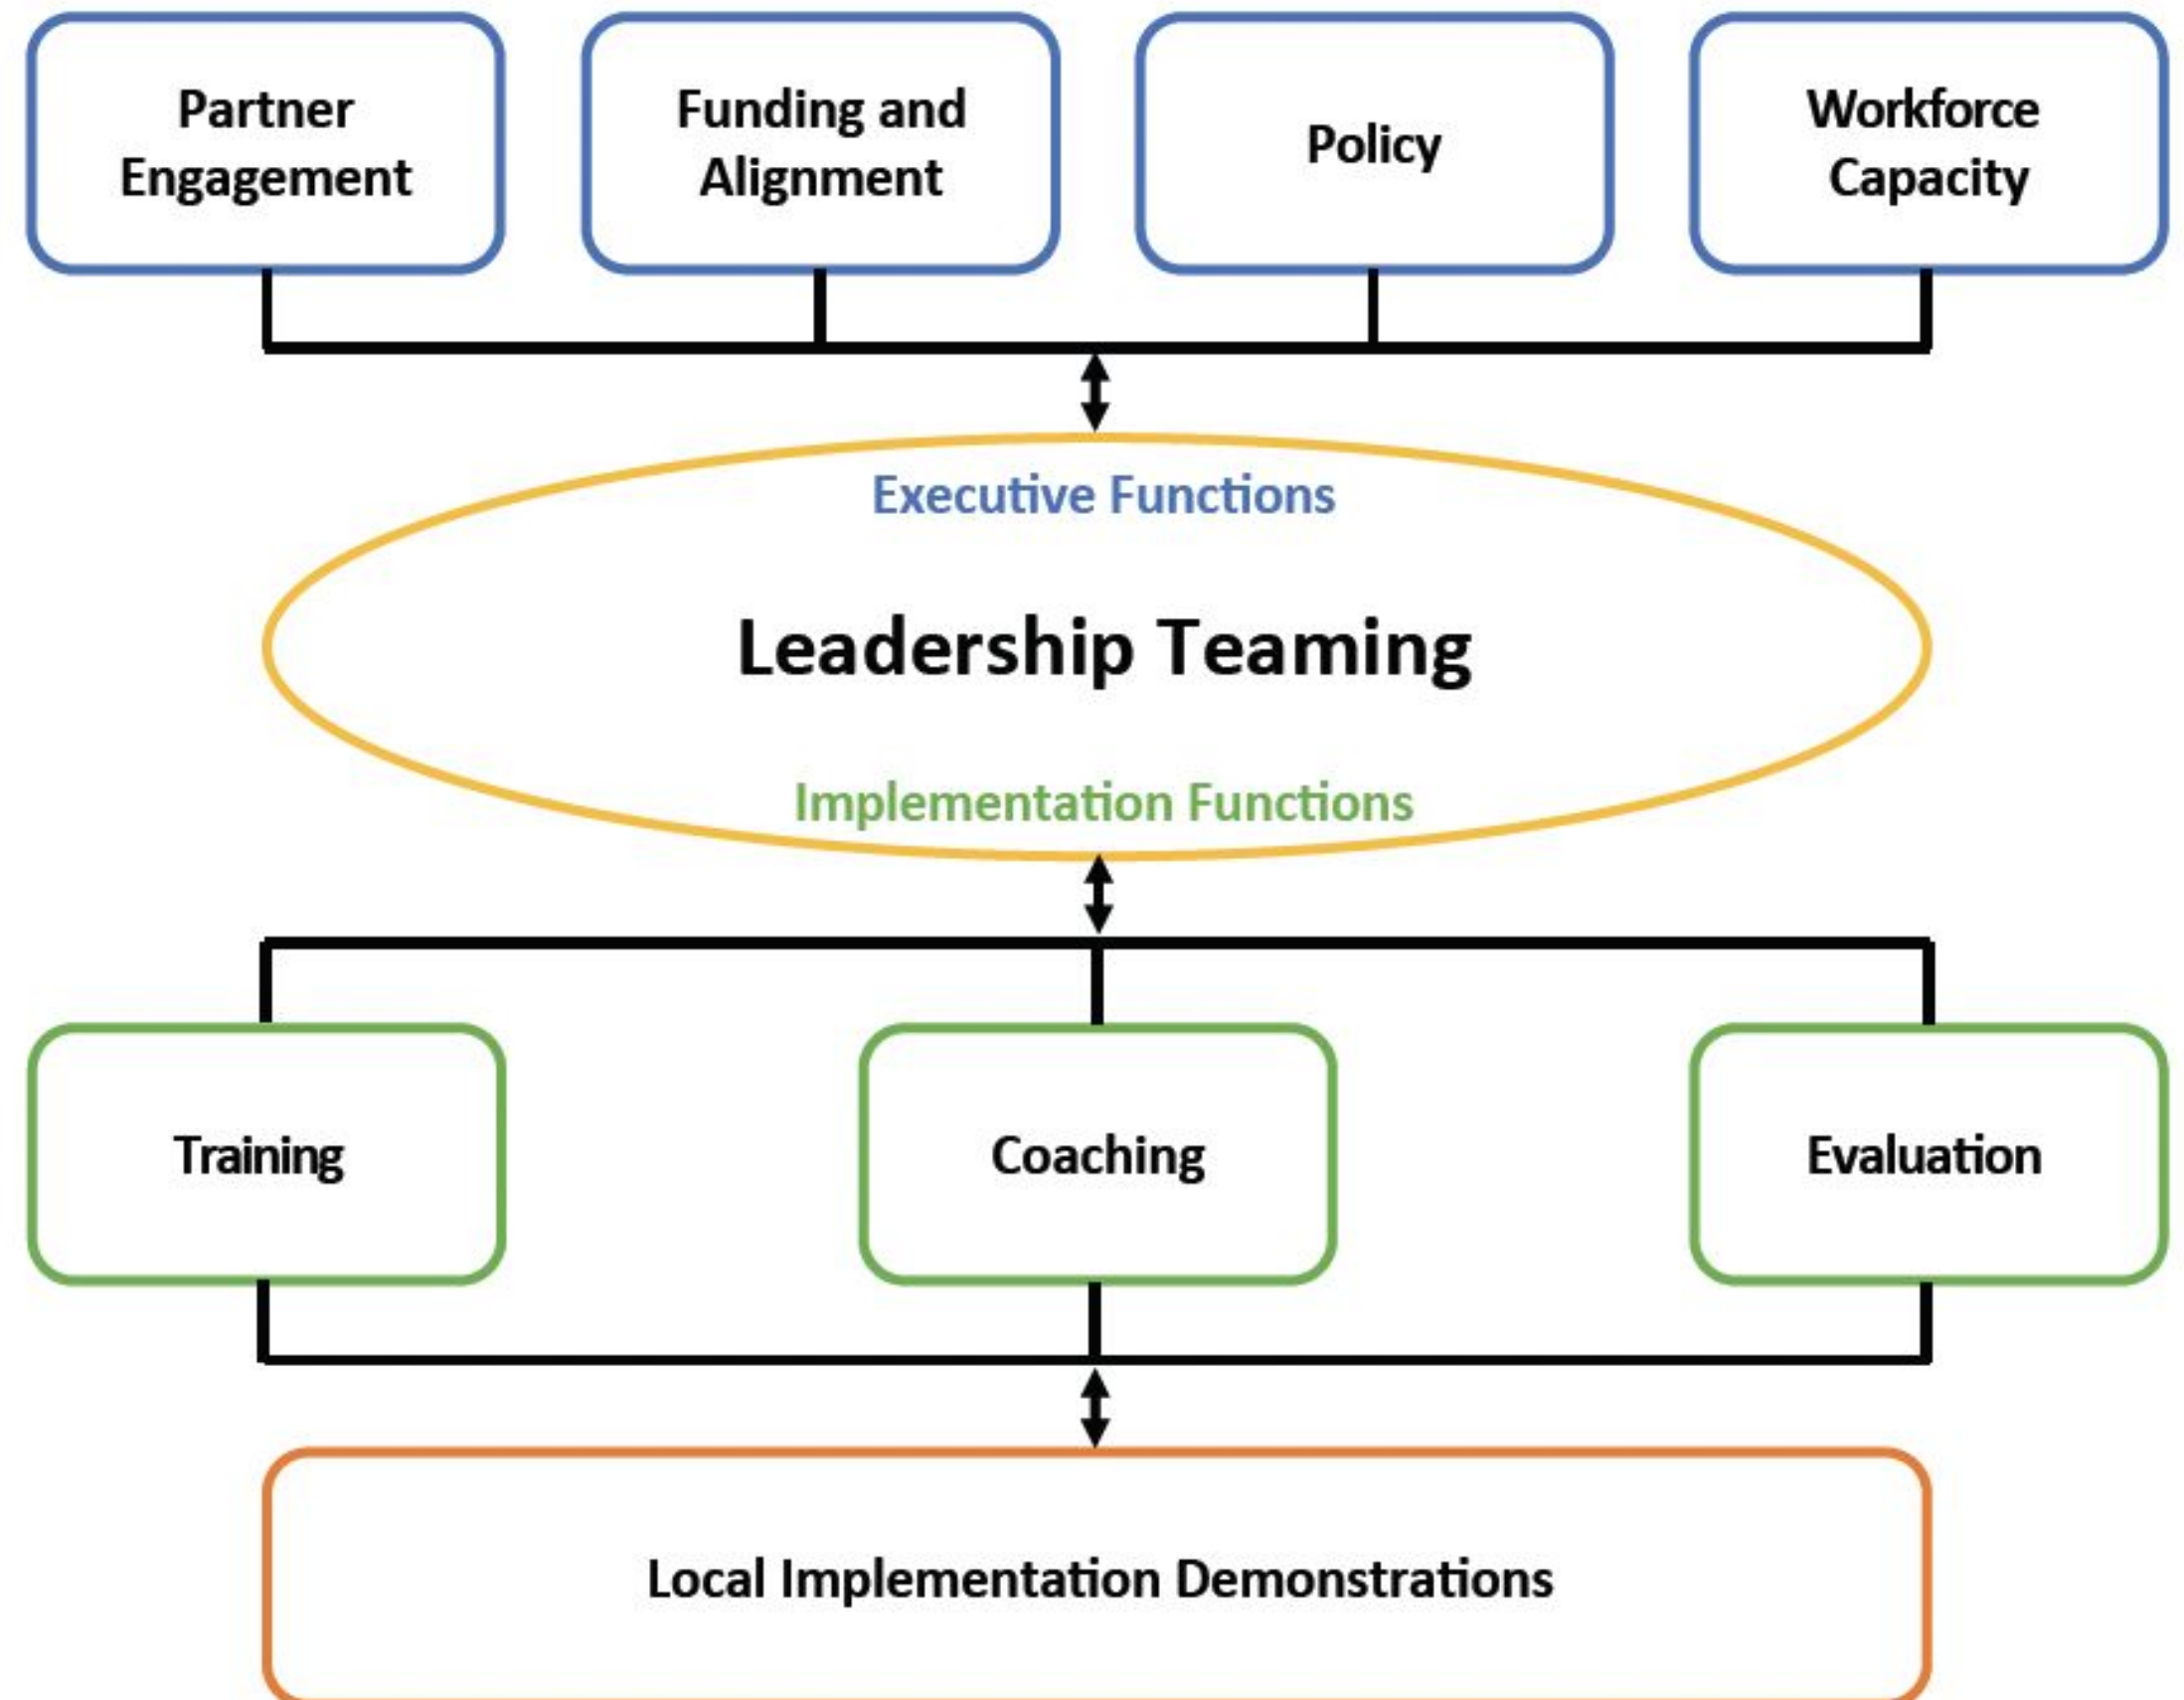 Partner
Engagement
Funding and
Alignment
Policy
Workforce
Capacity
Executive Functions
Leadership Teaming
Implementation Functions
Training
Coaching
Evaluation
Local Implementation Demonstrations